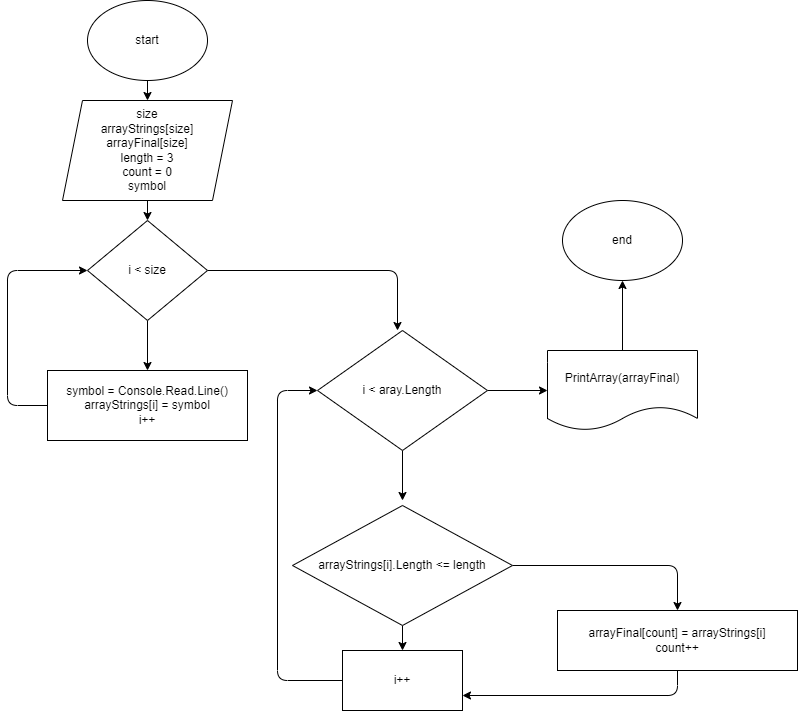 start
size
arrayStrings[size]
arrayFinal[size]
length = 3
count = 0
symbol
i < size
symbol = Console.Read.Line()
arrayStrings[i] = symbol
i++
i < aray.Length
PrintArray(arrayFinal)
end
arrayStrings[i].Length <= length
arrayFinal[count] = arrayStrings[i]
count++
i++